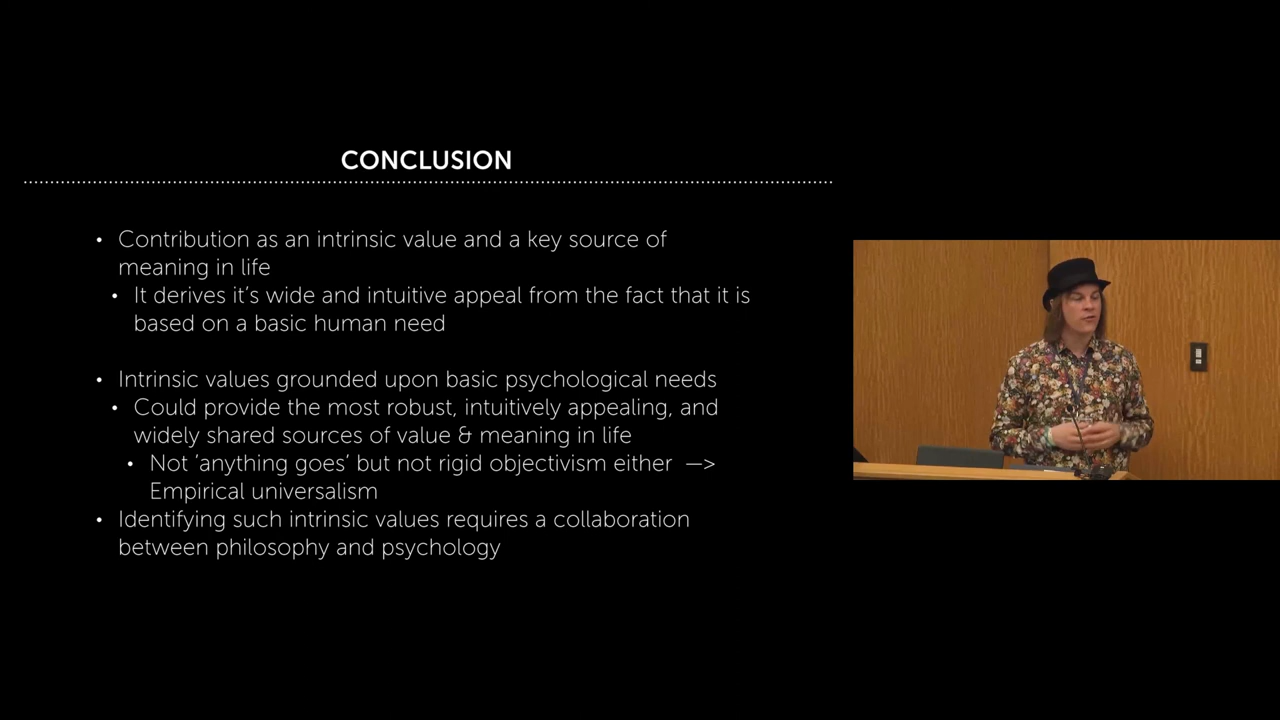 CONCLUSION
• Contribution as an intrinsic value and a key source of
meaning in life
• It derives it's wide and intuitive appeal from the fact that it is
based on a basic human need
• Intrinsic values grounded upon basic psychological needs
• Could provide the most robust, intuitively appealing, and
widely shared sources of value & meaning in life
• Not ‘anything goes’ but not rigid objectivism either —>
Empirical universalism
• Identifying such intrinsic values requires a collaboration
between philosophy and psychology